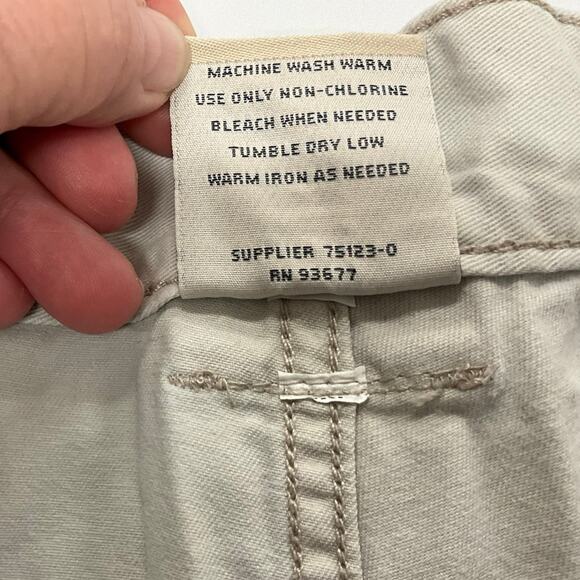 MACHINE WASH WARM
USE ONLY NON-CHLORINE
BLEACH WHEN NEEDED
TUMBLE DRY LOW
WARM IRON AS NEEDED
SUPPLIER 75123-0
RN 93677